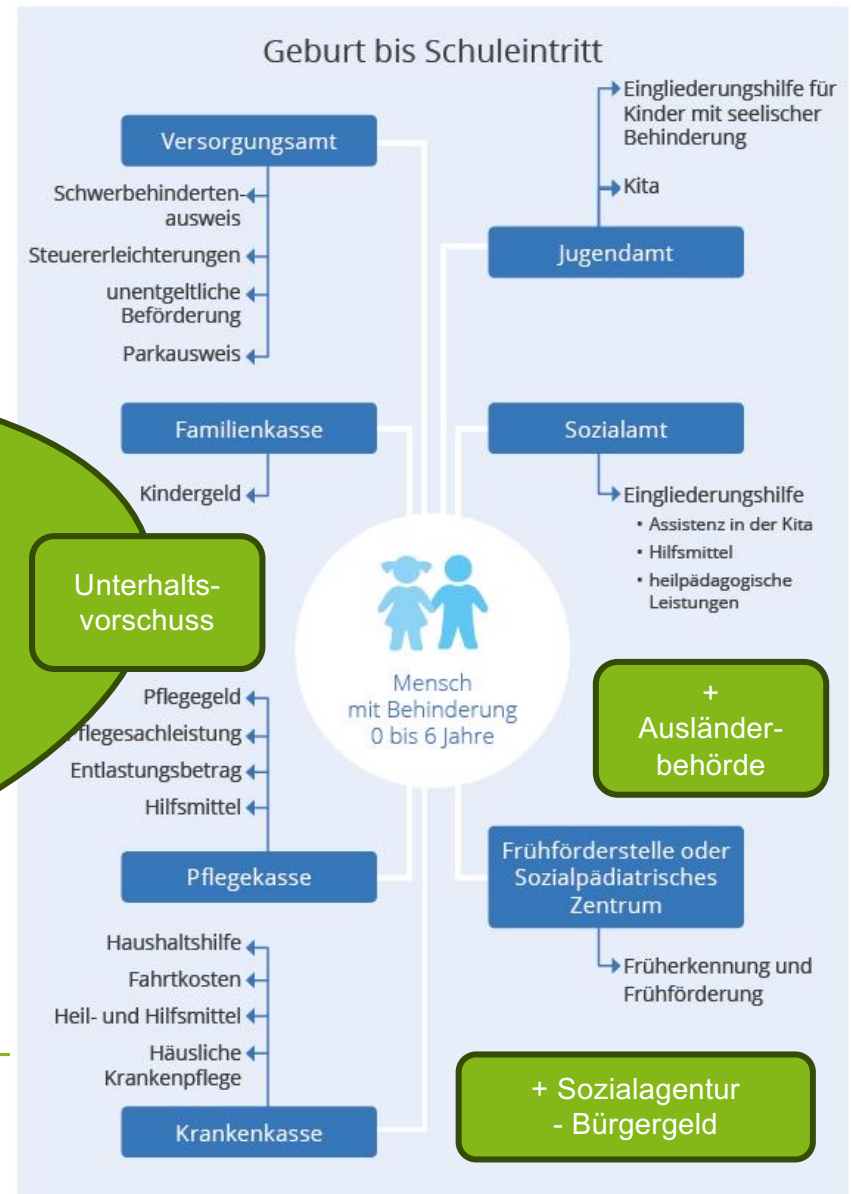 Geburt bis Schuleintritt
Versorgungsamt
Schwerbehinderten-
ausweis
Steuererleichterungen
unentgeltliche
Beförderung
Parkausweis
Eingliederungshilfe für
Kinder mit seelischer
Behinderung
Kita
Jugendamt
Familienkasse
Kindergeld
Sozialamt
Eingliederungshilfe
• Assistenz in der Kita
• Hilfsmittel
• heilpädagogische
Leistungen
Unterhalts-
vorschuss
Mensch
mit Behinderung
0 bis 6 Jahre
Pflegegeld
flegesachleistung
Entlastungsbetrag
Hilfsmittel
Pflegekasse
+
Ausländer-
behörde
Frühförderstelle oder
Sozialpädiatrisches
Zentrum
Früherkennung und
Frühförderung
Haushaltshilfe
Fahrtkosten
Heil- und Hilfsmittel
Häusliche
Krankenpflege
Krankenkasse
+ Sozialagentur
- Bürgergeld